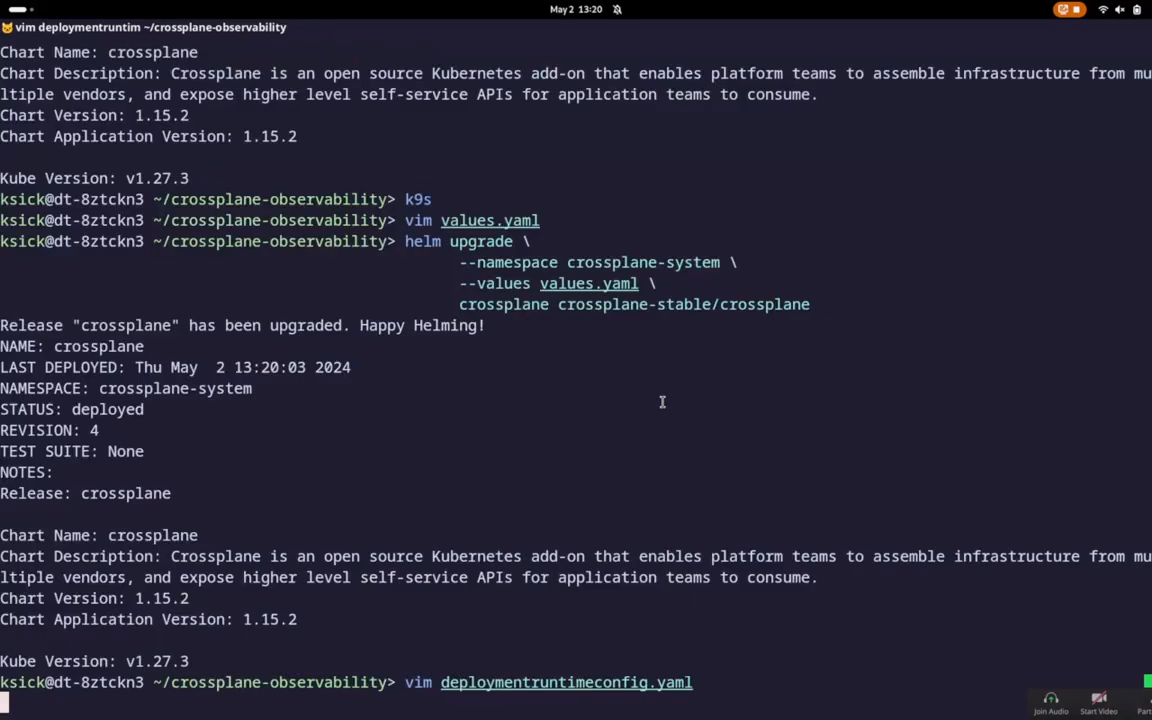 May 2 13:20
vim deploymentruntim ~/crossplane-observability
Chart Name: crossplane
Chart Description: Crossplane is an open source Kubernetes add-on that enables platform teams to assemble infrastructure from mu
ltiple vendors, and expose higher level self-service APIs for application teams to consume.
Chart Version: 1.15.2
Chart Application Version: 1.15.2
Kube Version: v1.27.3
ksick@dt-8ztckn3 ~/crossplane-observability> k9s
ksick@dt-8ztckn3 ~/crossplane-observability> vim values.yaml
ksick@dt-8ztckn3 ~/crossplane-observability> helm upgrade \
--namespace crossplane-system \
--values values.yaml \
crossplane crossplane-stable/crossplane
Release "crossplane" has been upgraded. Happy Helming!
NAME: crossplane
LAST DEPLOYED: Thu May  2 13:20:03 2024
NAMESPACE: crossplane-system
STATUS: deployed
REVISION: 4
TEST SUITE: None
NOTES:
Release: crossplane
Chart Name: crossplane
Chart Description: Crossplane is an open source Kubernetes add-on that enables platform teams to assemble infrastructure from mu
ltiple vendors, and expose higher level self-service APIs for application teams to consume.
Chart Version: 1.15.2
Chart Application Version: 1.15.2
Kube Version: v1.27.3
ksick@dt-8ztckn3 ~/crossplane-observability> vim deploymentruntimeconfig.yaml
Join Audio Start Video Part